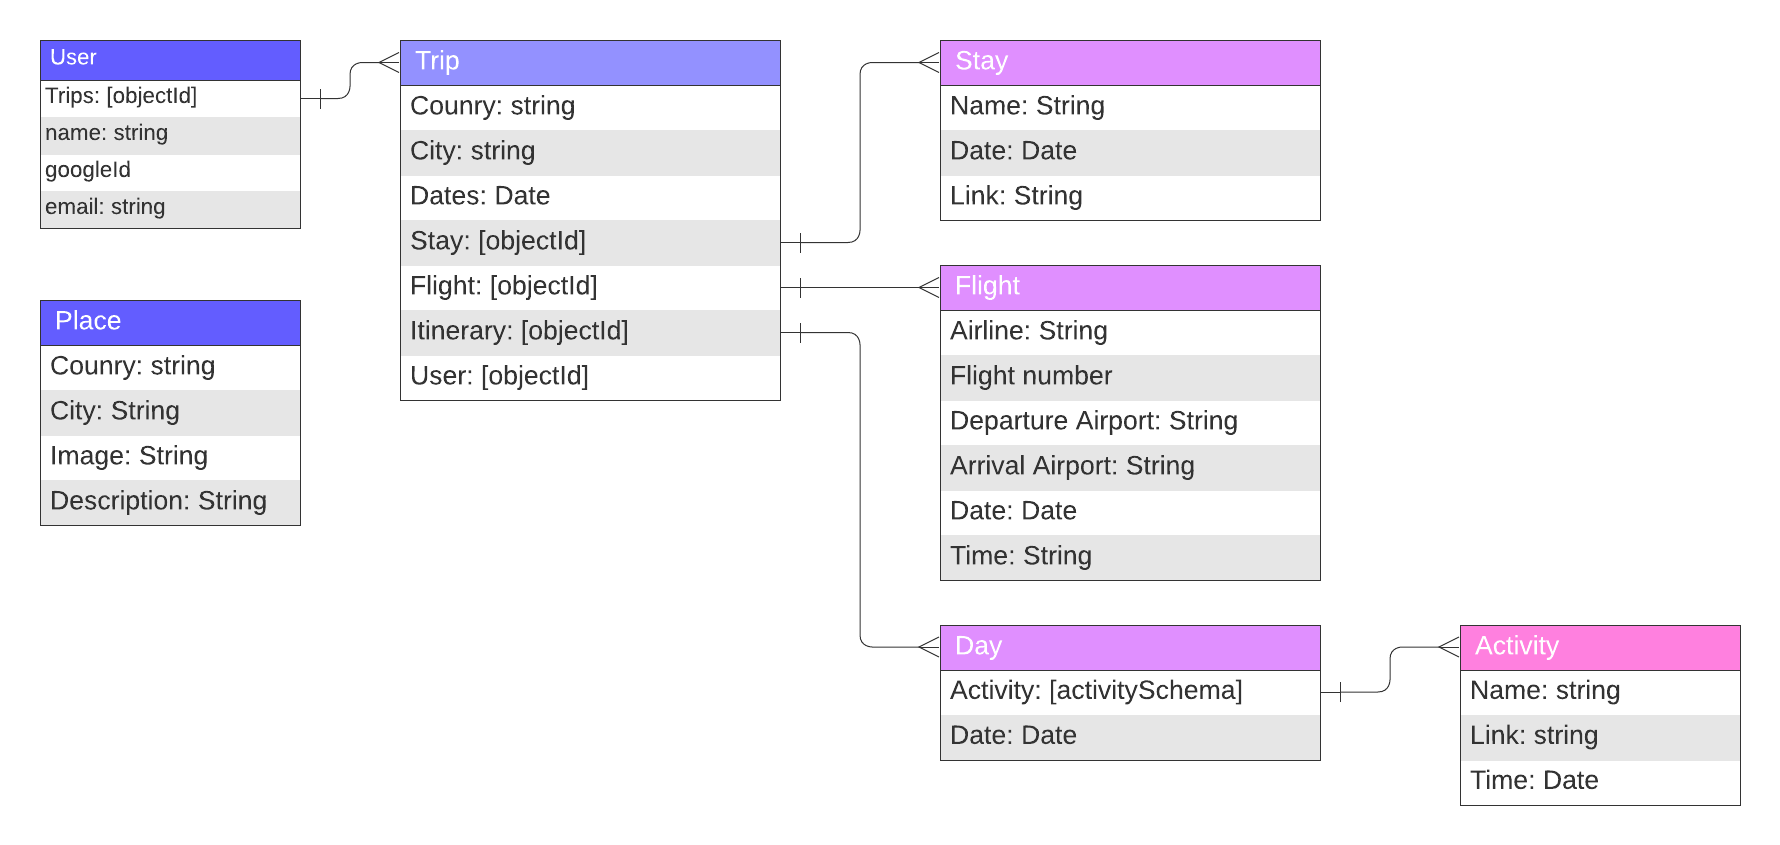 User
Trips: [objectId]
name: string
googleId
email: string
Place
Counry: string
City: String
Image: String
Description: String
Trip
Counry: string
City: string
Dates: Date
Stay: [objectId]
Flight: [objectId]
Itinerary: [objectId]
User: [objectId]
Stay
Name: String
Date: Date
Link: String
Flight
Airline: String
Flight number
Departure Airport: String
Arrival Airport: String
Date: Date
Time: String
Day
Activity: [activitySchema]
Date: Date
Activity
Name: string
Link: string
Time: Date